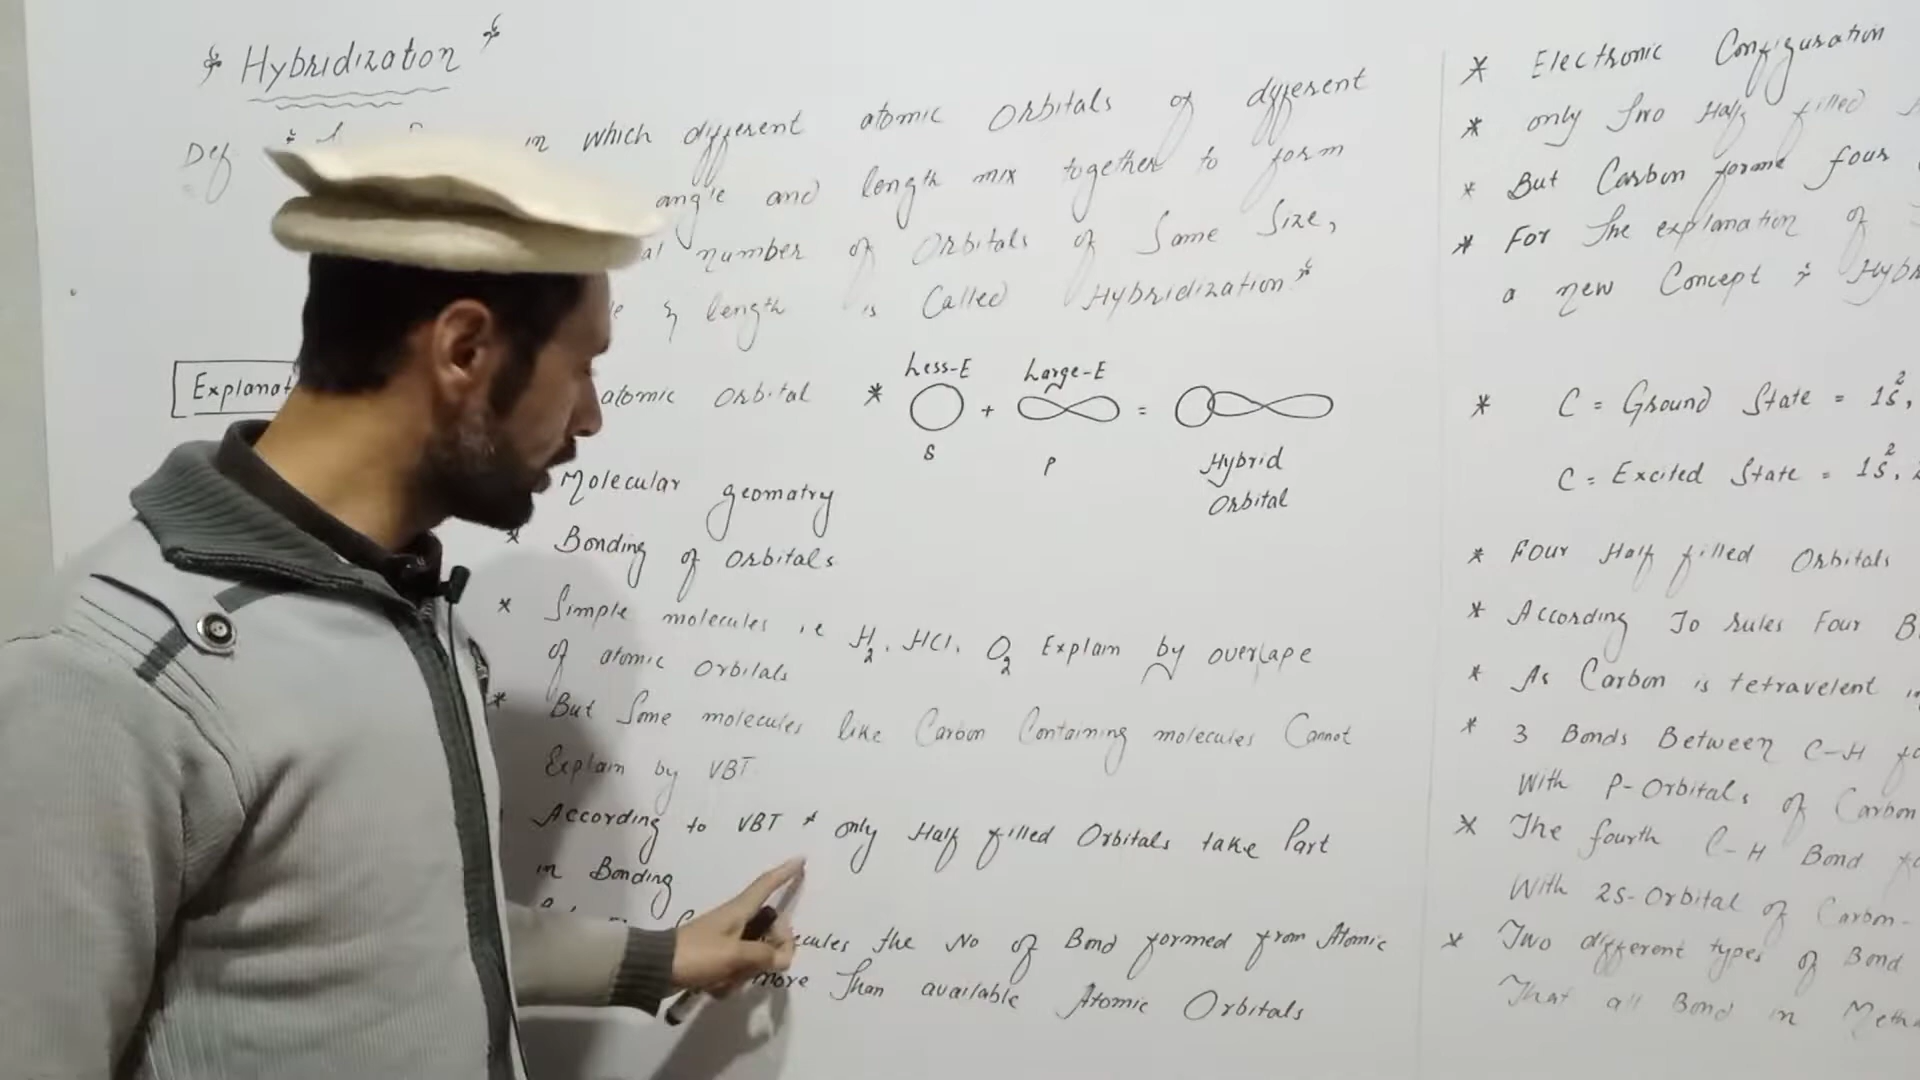 * Hybridization *
Def * in which different atomic Orbitals of different
angle and length mix together to form
number of Orbitals of Same Size,
& length is Called Hybridization *
Explanat atomic Orbital * Less-E Large-E
+ =
S P Hybrid
Orbital
Molecular geomatry
* Bonding of Orbitals
* Simple molecules i.e H2, HCl, O2 Explain by overlape
of atomic Orbitals
* But Some molecules like Carbon Containing molecules Cannot
Explain by VBT
According to VBT * only Half filled Orbitals take Part
in Bonding
the No of Bond formed from Atomic
more Than available Atomic Orbitals
* Electronic Configuration
* only Two Half filled
* But Carbon forme four
* For The explanation of
a new Concept *
* C = Ground State = 1s²,
C = Excited State = 1s²,
* Four Half filled Orbitals
* According To rules Four
* As Carbon is tetravelent
* 3 Bonds Between C-H
With P-Orbitals of Carbon
* The fourth C-H Bond
With 2s-Orbital of Carbon-
* Two different types of Bond
That all Bond in